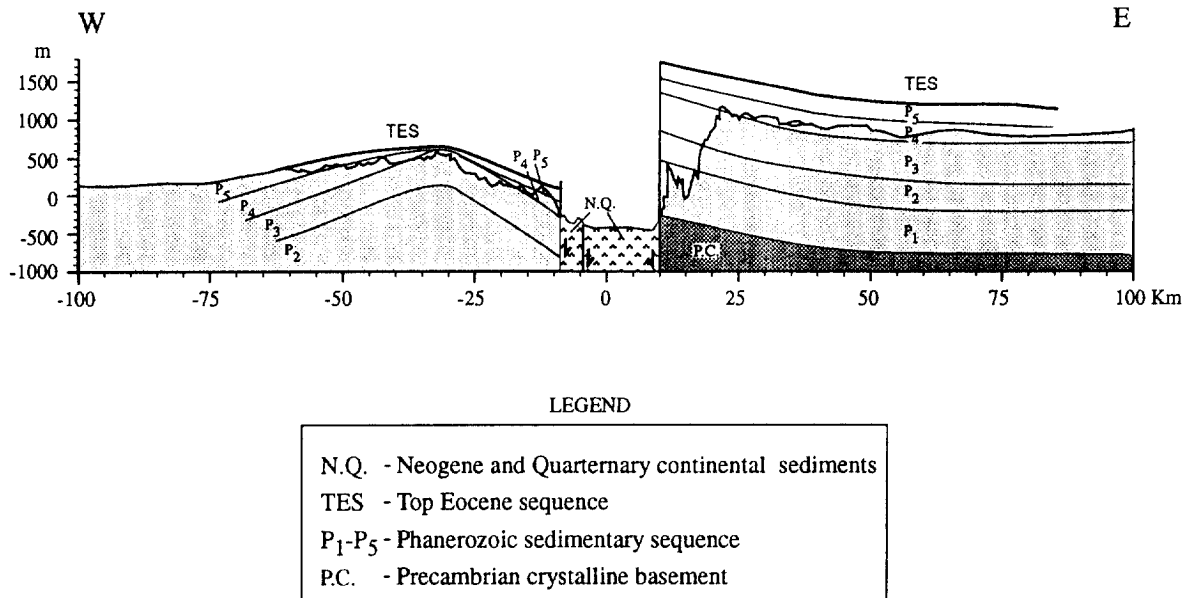 W E
m
1500
1000
500
0
-500
-1000
TES
TES
P5
P4
P3
P2
P4 P5
N.Q.
P5
P4
P3
P2
P1
P.C.
-100 -75 -50 -25 0 25 50 75 100 Km
LEGEND
N.Q. - Neogene and Quarternary continental sediments
TES - Top Eocene sequence
P1-P5 - Phanerozoic sedimentary sequence
P.C. - Precambrian crystalline basement